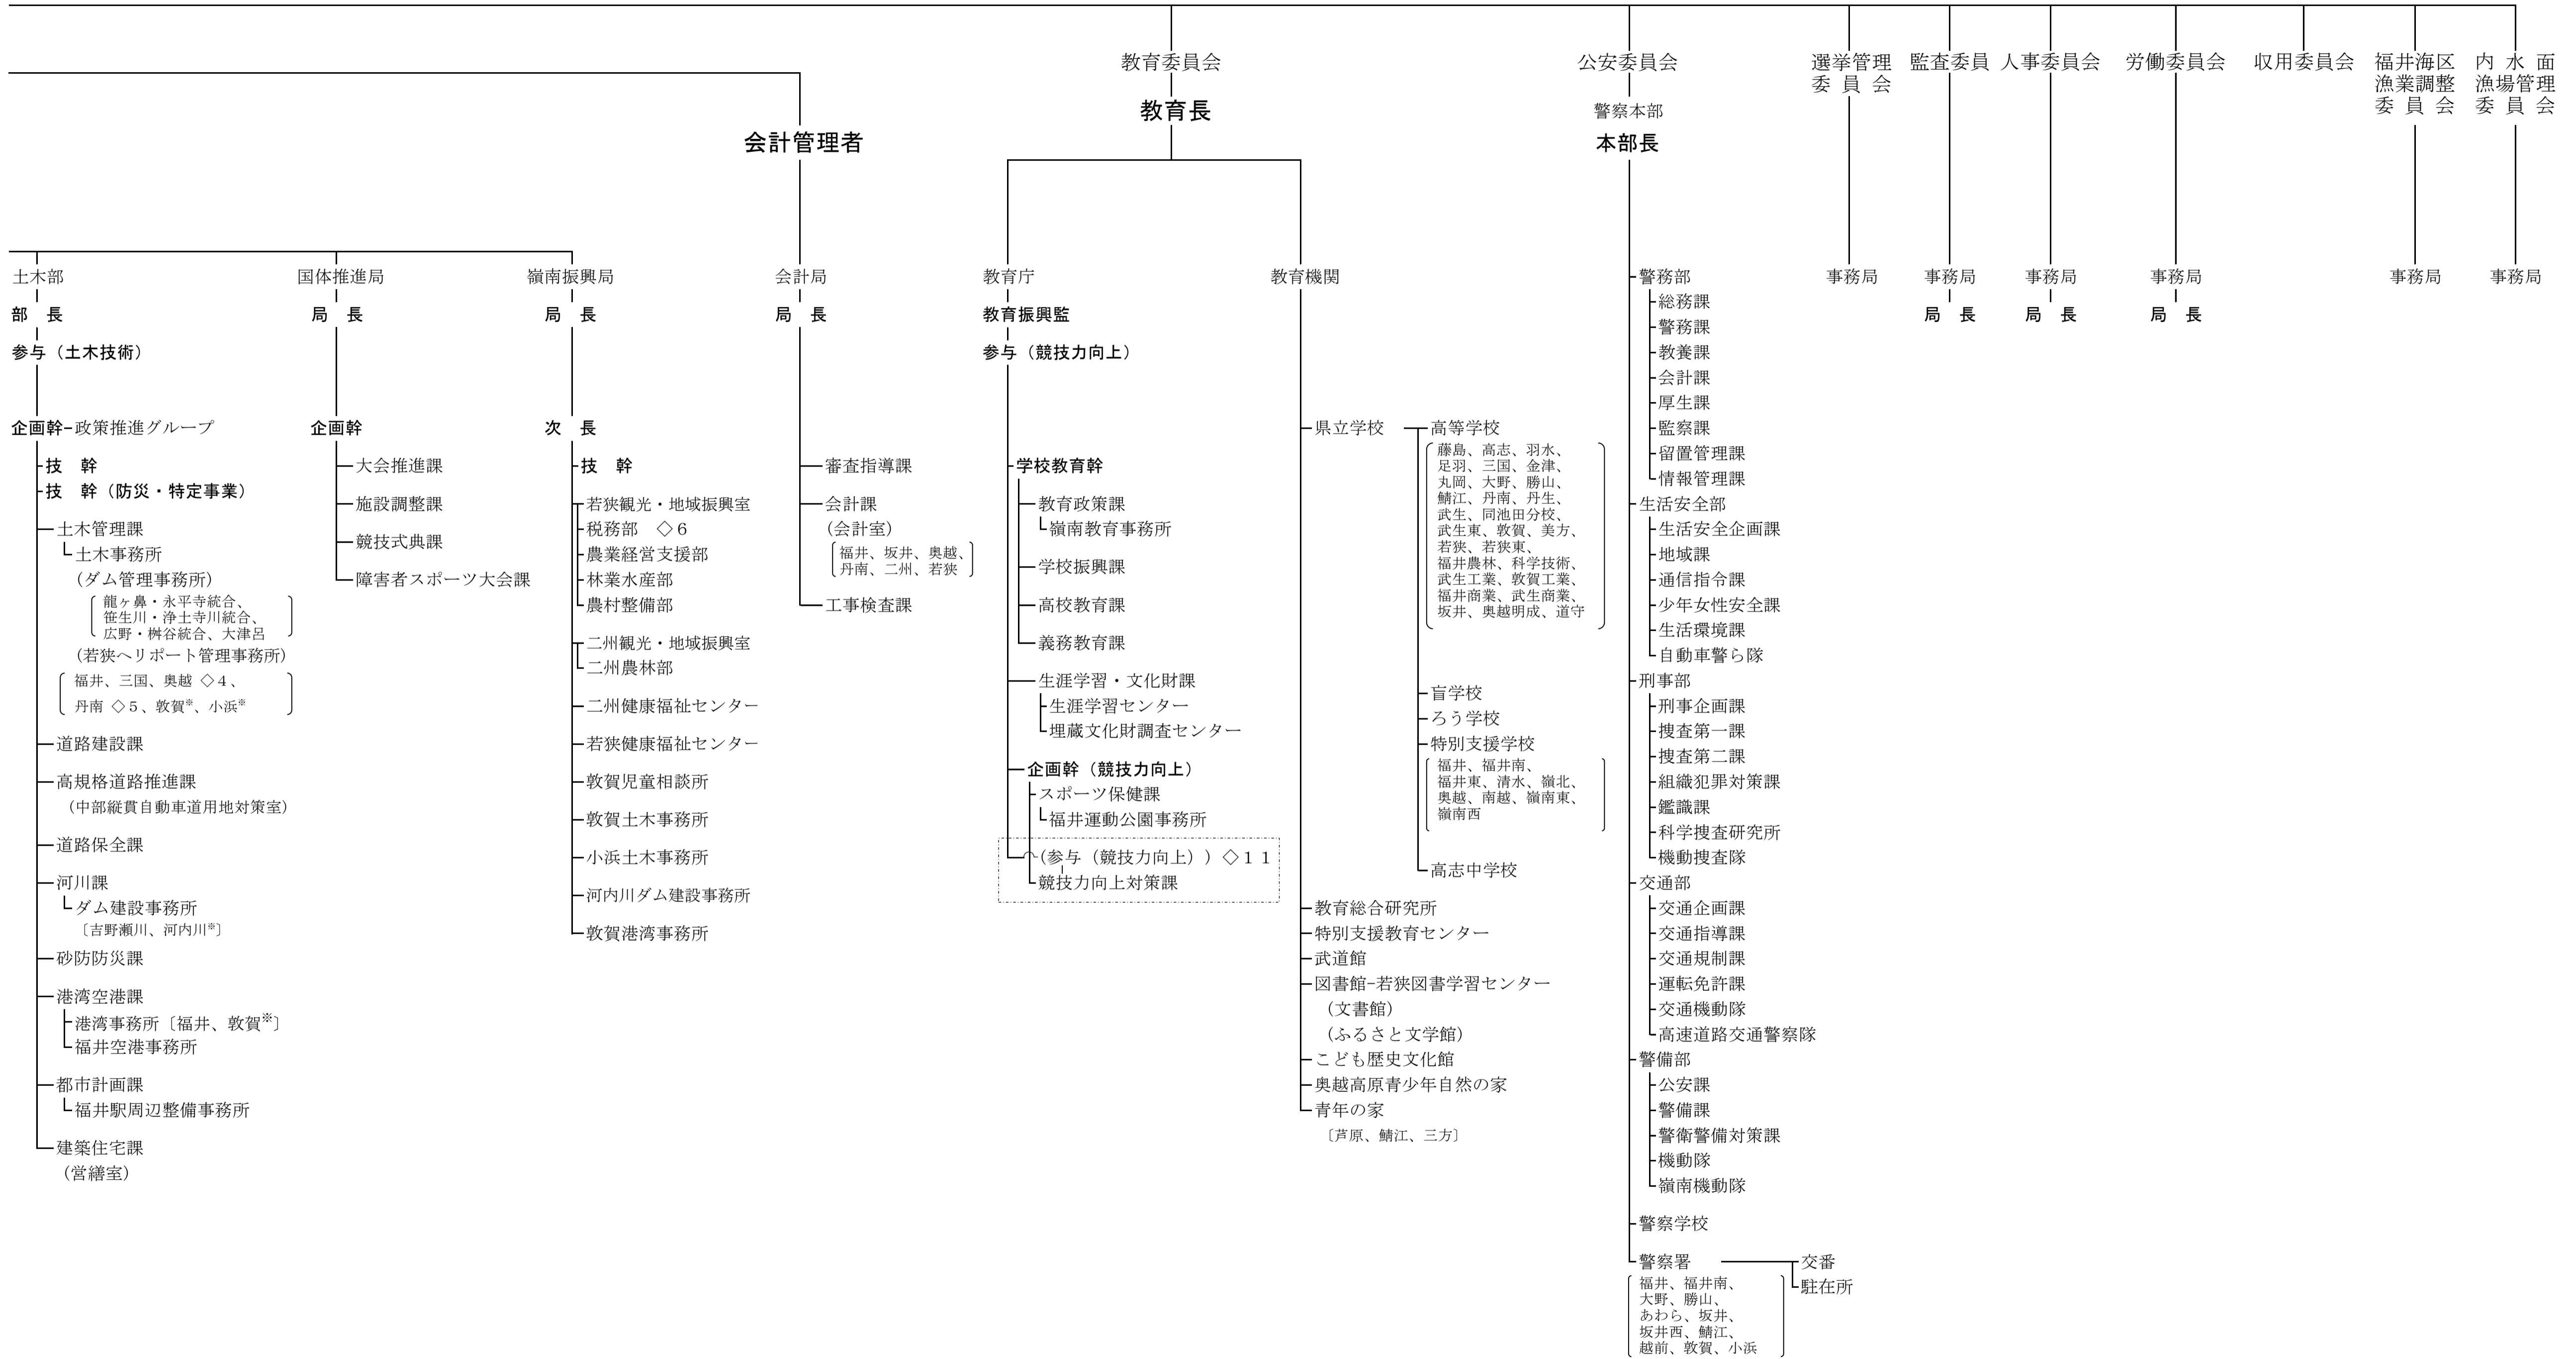 教育委員会
教育長
公安委員会
警察本部
本部長
選挙管理
委員会
監査委員
人事委員会
労働委員会
収用委員会
福井海区
漁業調整
委員会
内水面
漁場管理
委員会
会計管理者
土木部
部 長
参与（土木技術）
企画幹－政策推進グループ
技 幹
技 幹（防災・特定事業）
土木管理課
土木事務所
（ダム管理事務所）
龍ヶ鼻・永平寺統合、
笹生川・浄土寺川統合、
広野・桝谷統合、大津呂
（若狭ヘリポート管理事務所）
福井、三国、奥越 ◇４、
丹南 ◇５、敦賀※、小浜※
道路建設課
高規格道路推進課
（中部縦貫自動車道用地対策室）
道路保全課
河川課
ダム建設事務所
〔吉野瀬川、河内川※〕
砂防防災課
港湾空港課
港湾事務所〔福井、敦賀※〕
福井空港事務所
都市計画課
福井駅周辺整備事務所
建築住宅課
（営繕室）
国体推進局
局 長
企画幹
大会推進課
施設調整課
競技式典課
障害者スポーツ大会課
嶺南振興局
局 長
次 長
技 幹
若狭観光・地域振興室
税務部 ◇６
農業経営支援部
林業水産部
農村整備部
二州観光・地域振興室
二州農林部
二州健康福祉センター
若狭健康福祉センター
敦賀児童相談所
敦賀土木事務所
小浜土木事務所
河内川ダム建設事務所
敦賀港湾事務所
会計局
局 長
審査指導課
会計課
（会計室）
福井、坂井、奥越、
丹南、二州、若狭
工事検査課
教育庁
教育振興監
参与（競技力向上）
学校教育幹
教育政策課
嶺南教育事務所
学校振興課
高校教育課
義務教育課
生涯学習・文化財課
生涯学習センター
埋蔵文化財調査センター
企画幹（競技力向上）
スポーツ保健課
福井運動公園事務所
（参与（競技力向上））◇１１
競技力向上対策課
教育機関
県立学校
高等学校
藤島、高志、羽水、
足羽、三国、金津、
丸岡、大野、勝山、
鯖江、丹南、丹生、
武生、同池田分校、
武生東、敦賀、美方、
若狭、若狭東、
福井農林、科学技術、
武生工業、敦賀工業、
福井商業、武生商業、
坂井、奥越明成、道守
盲学校
ろう学校
特別支援学校
福井、福井南、
福井東、清水、嶺北、
奥越、南越、嶺南東、
嶺南西
高志中学校
教育総合研究所
特別支援教育センター
武道館
図書館－若狭図書学習センター
（文書館）
（ふるさと文学館）
こども歴史文化館
奥越高原青少年自然の家
青年の家
〔芦原、鯖江、三方〕
警務部
総務課
警務課
教養課
会計課
厚生課
監察課
留置管理課
情報管理課
生活安全部
生活安全企画課
地域課
通信指令課
少年女性安全課
生活環境課
自動車警ら隊
刑事部
刑事企画課
捜査第一課
捜査第二課
組織犯罪対策課
鑑識課
科学捜査研究所
機動捜査隊
交通部
交通企画課
交通指導課
交通規制課
運転免許課
交通機動隊
高速道路交通警察隊
警備部
公安課
警備課
警衛警備対策課
機動隊
嶺南機動隊
警察学校
警察署
交番
駐在所
福井、福井南、
大野、勝山、
あわら、坂井、
坂井西、鯖江、
越前、敦賀、小浜
事務局
事務局
局 長
事務局
局 長
事務局
局 長
事務局
事務局